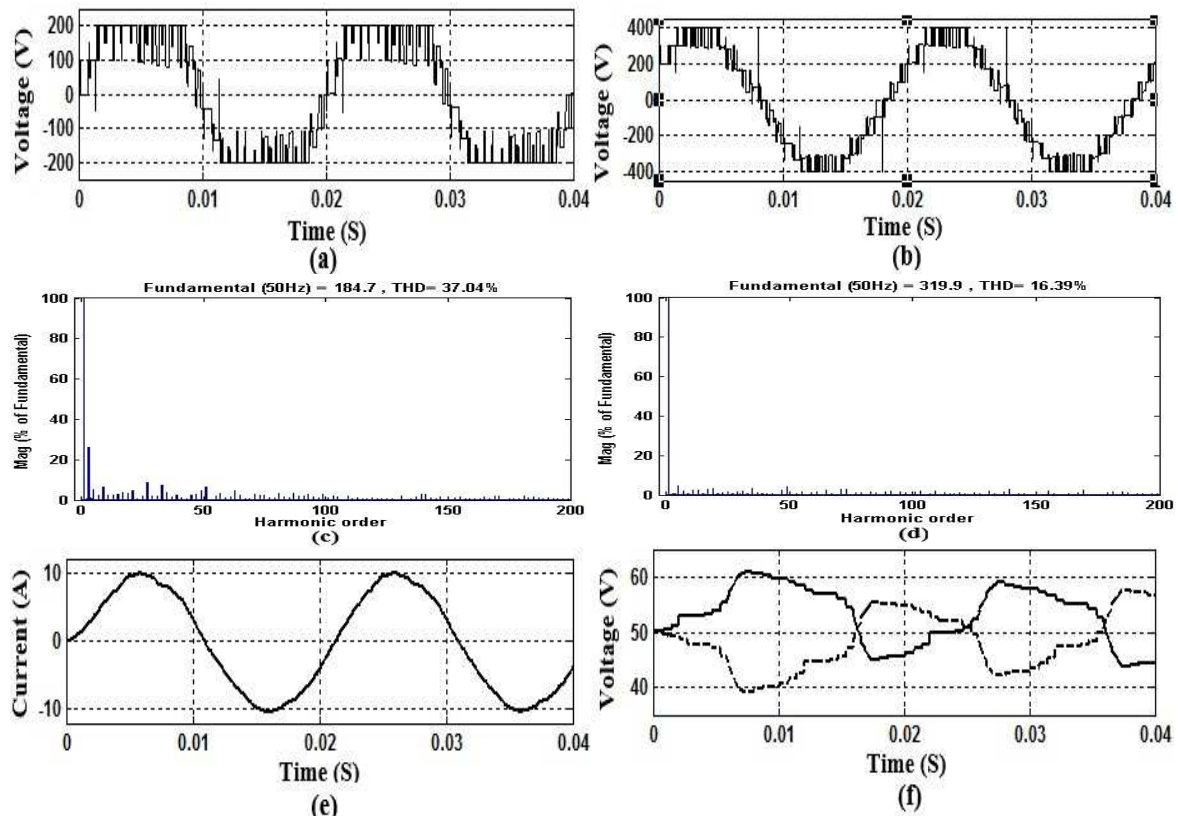 200
100
0
-100
-200
Voltage (V)
0 0.01 0.02 0.03 0.04
Time (S)
(a)
400
200
0
200
-400
Voltage (V)
0 0.01 0.02 0.03 0.04
Time (S)
(b)
Fundamental (50Hz) = 184.7 , THD= 37.04%
100
80
60
40
20
0
Mag (% of Fundamental)
0 50 100 150 200
Harmonic order
(c)
Fundamental (50Hz) = 319.9 , THD= 16.39%
100
80
60
40
20
0
Mag (% of Fundamental)
0 50 100 150 200
Harmonic order
(d)
10
0
-10
Current (A)
0 0.01 0.02 0.03 0.04
Time (S)
(e)
60
50
40
Voltage (V)
0 0.01 0.02 0.03 0.04
Time (S)
(f)